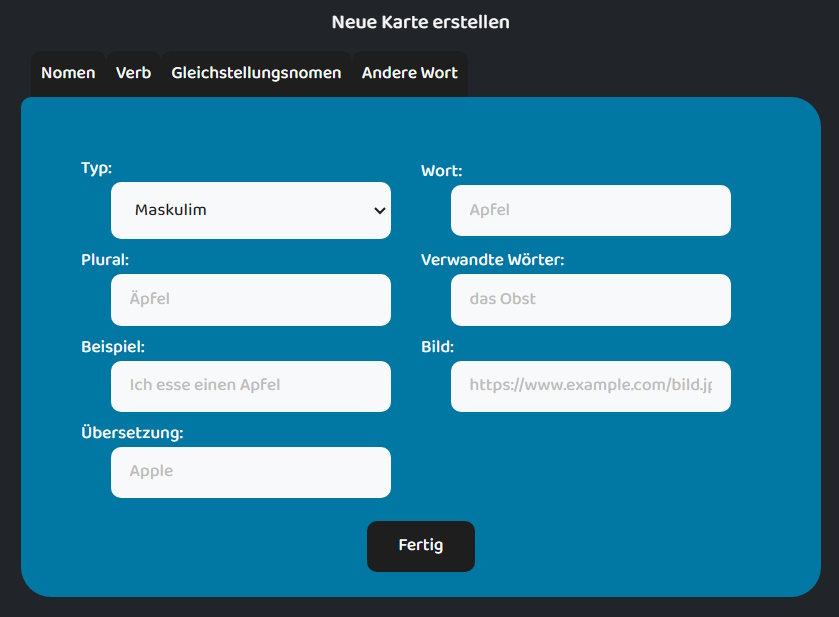 Neue Karte erstellen
Nomen Verb Gleichstellungsnomen Andere Wort
Typ: Wort:
Maskulim Apfel
Plural: Verwandte Wörter:
Äpfel das Obst
Beispiel: Bild:
Ich esse einen Apfel https://www.example.com/bild.j
Übersetzung:
Apple
Fertig